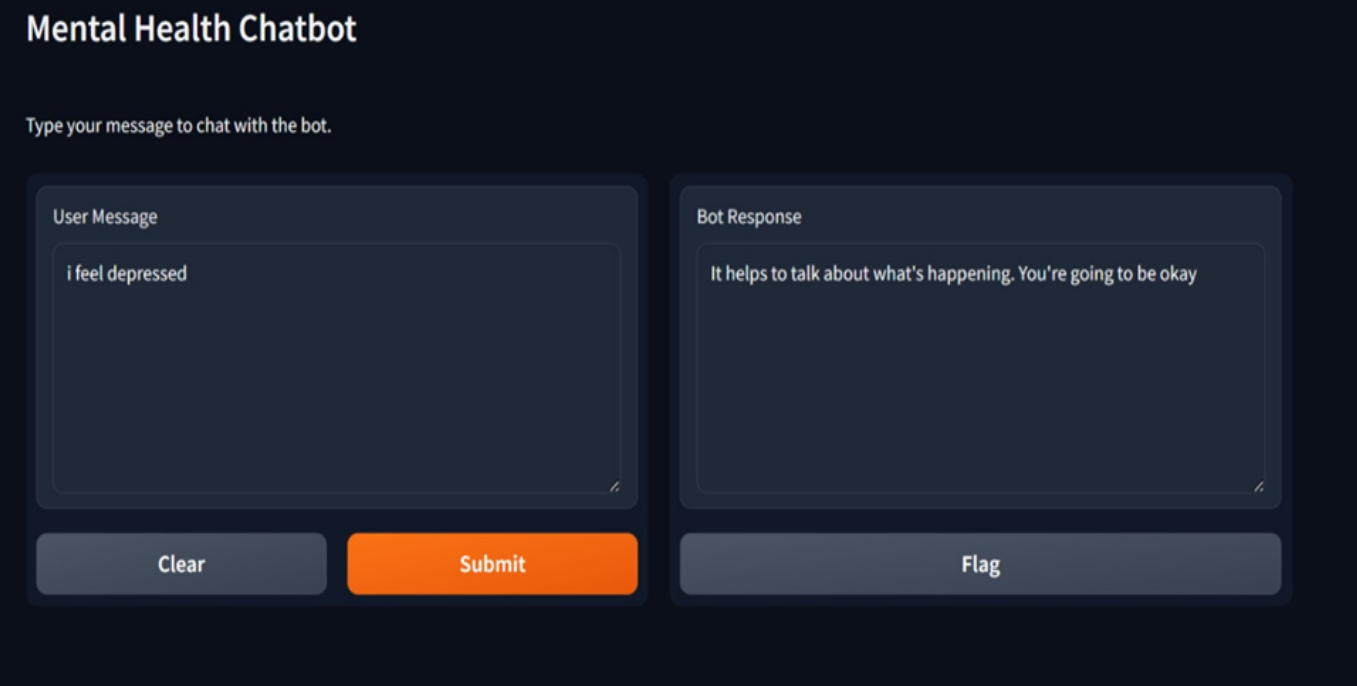 Mental Health Chatbot
Type your message to chat with the bot.
User Message
i feel depressed
Clear
Submit
Bot Response
It helps to talk about what's happening. You're going to be okay
Flag